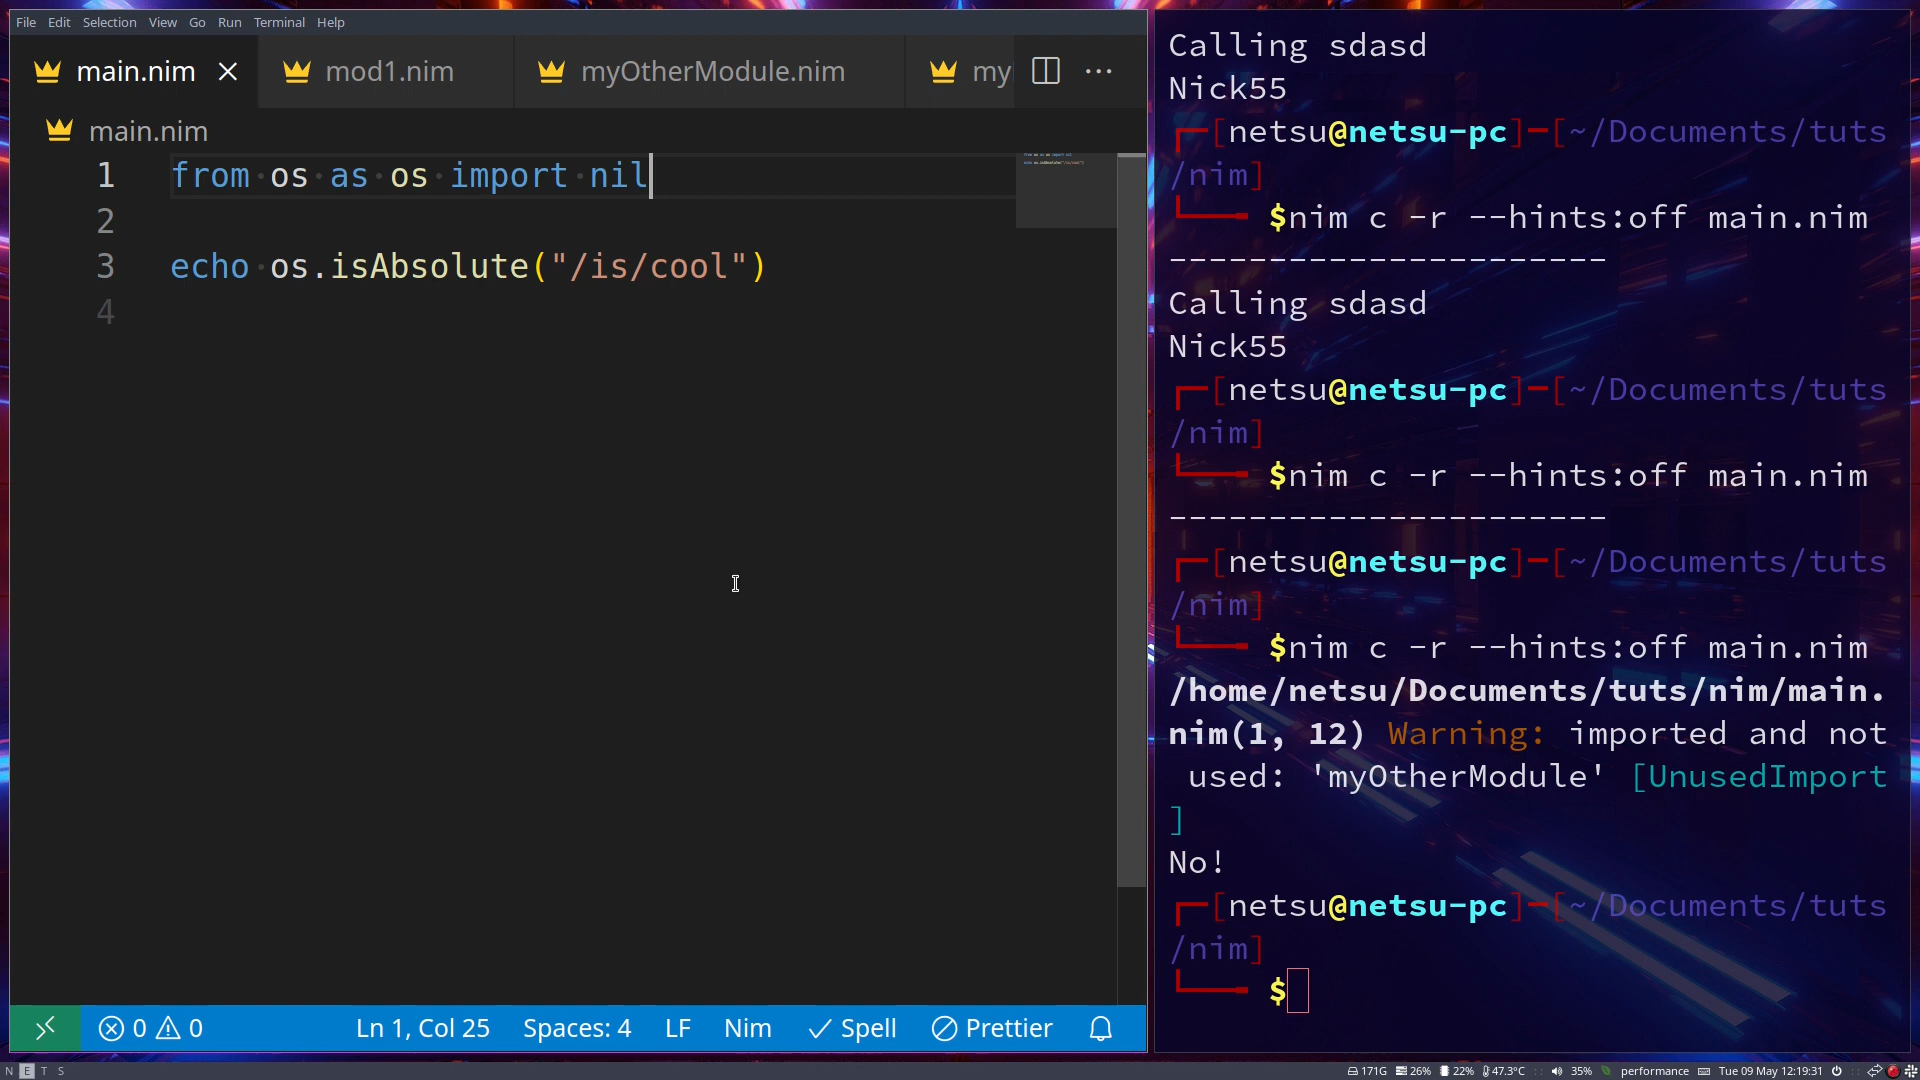 File Edit Selection View Go Run Terminal Help
main.nim mod1.nim myOtherModule.nim my
main.nim
1 from os as os import nil
2
3 echo os.isAbsolute("/is/cool")
4
Ln 1, Col 25 Spaces: 4 LF Nim Spell Prettier
0 0
Calling sdasd
Nick55
[netsu@netsu-pc]-[~/Documents/tuts
/nim]
$nim c -r --hints:off main.nim
----------------------
Calling sdasd
Nick55
[netsu@netsu-pc]-[~/Documents/tuts
/nim]
$nim c -r --hints:off main.nim
----------------------
[netsu@netsu-pc]-[~/Documents/tuts
/nim]
$nim c -r --hints:off main.nim
/home/netsu/Documents/tuts/nim/main.
nim(1, 12) Warning: imported and not
used: 'myOtherModule' [UnusedImport
]
No!
[netsu@netsu-pc]-[~/Documents/tuts
/nim]
$
N E T S 171G 26% 22% 47.3°C 35% performance Tue 09 May 12:19:31